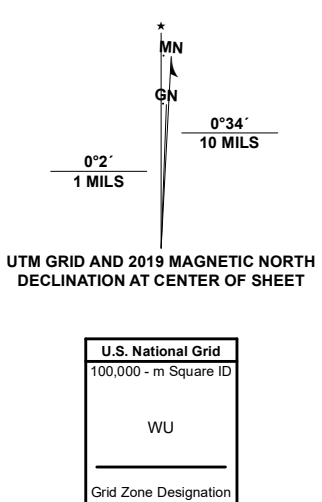 ★
MN
GN
0°34´
10 MILS
0°2´
1 MILS
UTM GRID AND 2019 MAGNETIC NORTH
DECLINATION AT CENTER OF SHEET
U.S. National Grid
100,000 - m Square ID
WU
Grid Zone Designation